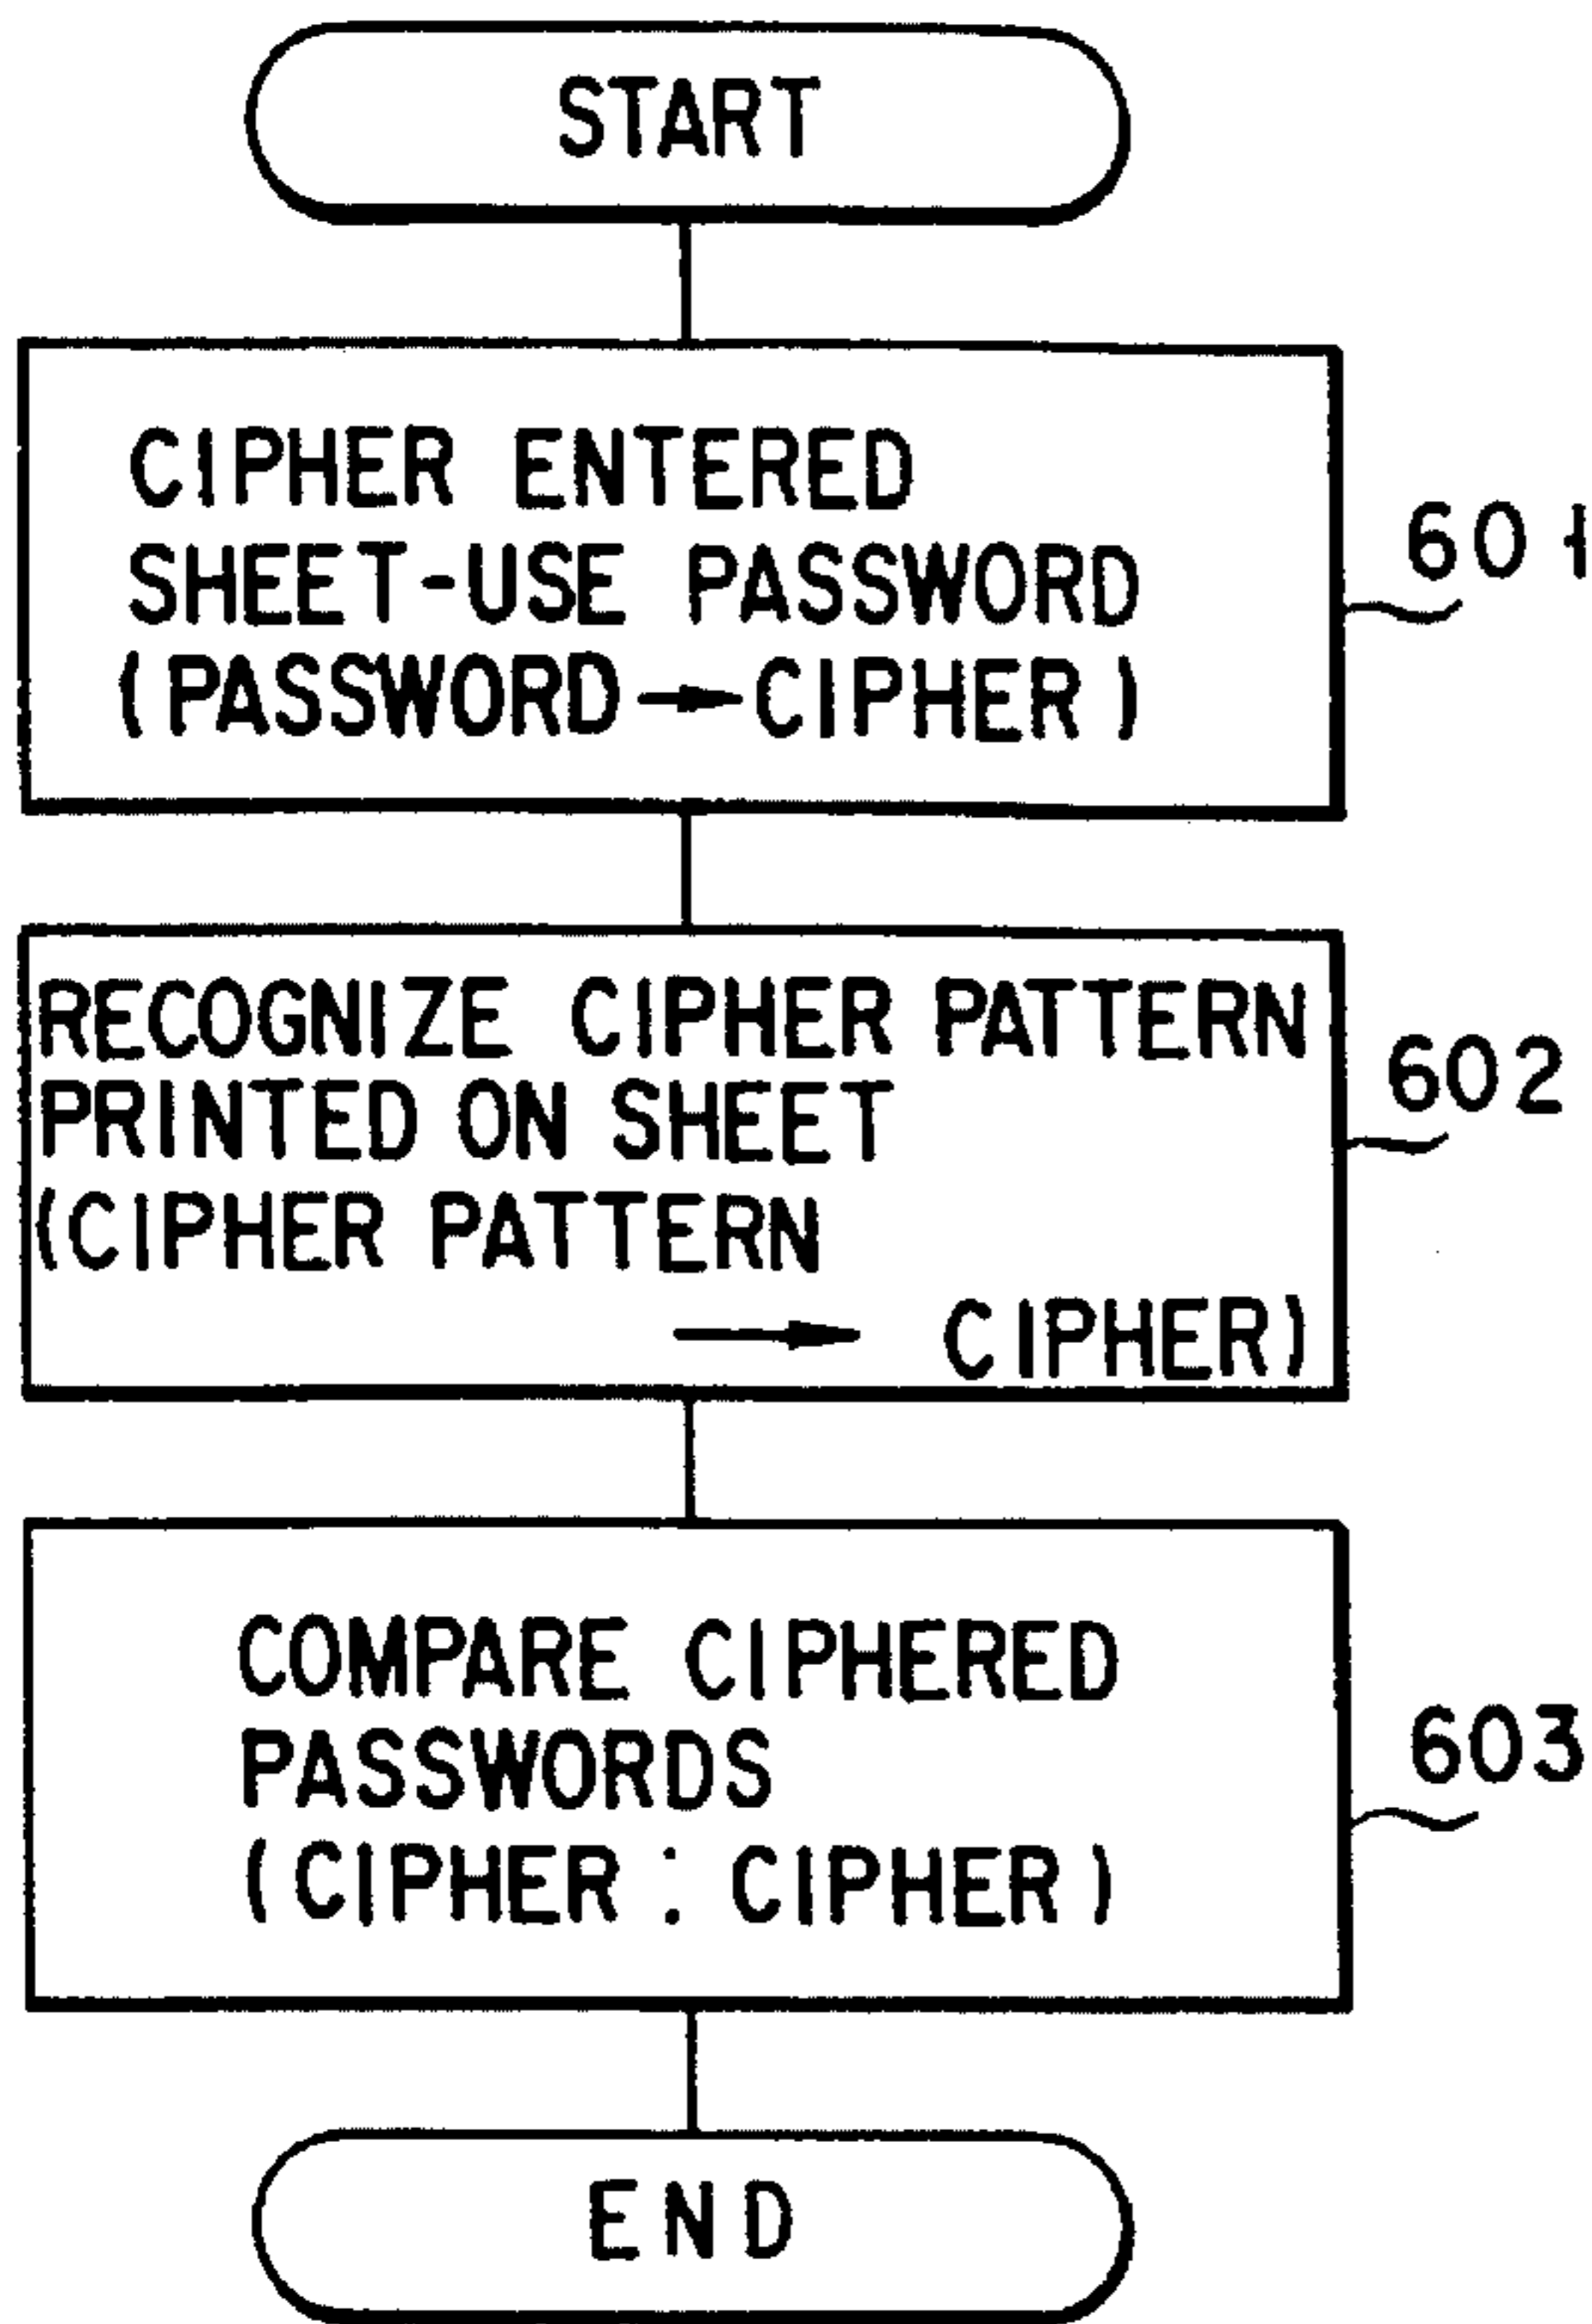 START
CIPHER ENTERED
SHEET-USE PASSWORD
(PASSWORD → CIPHER)
601
RECOGNIZE CIPHER PATTERN
PRINTED ON SHEET
(CIPHER PATTERN
→ CIPHER)
602
COMPARE CIPHERED
PASSWORDS
(CIPHER : CIPHER)
603
END